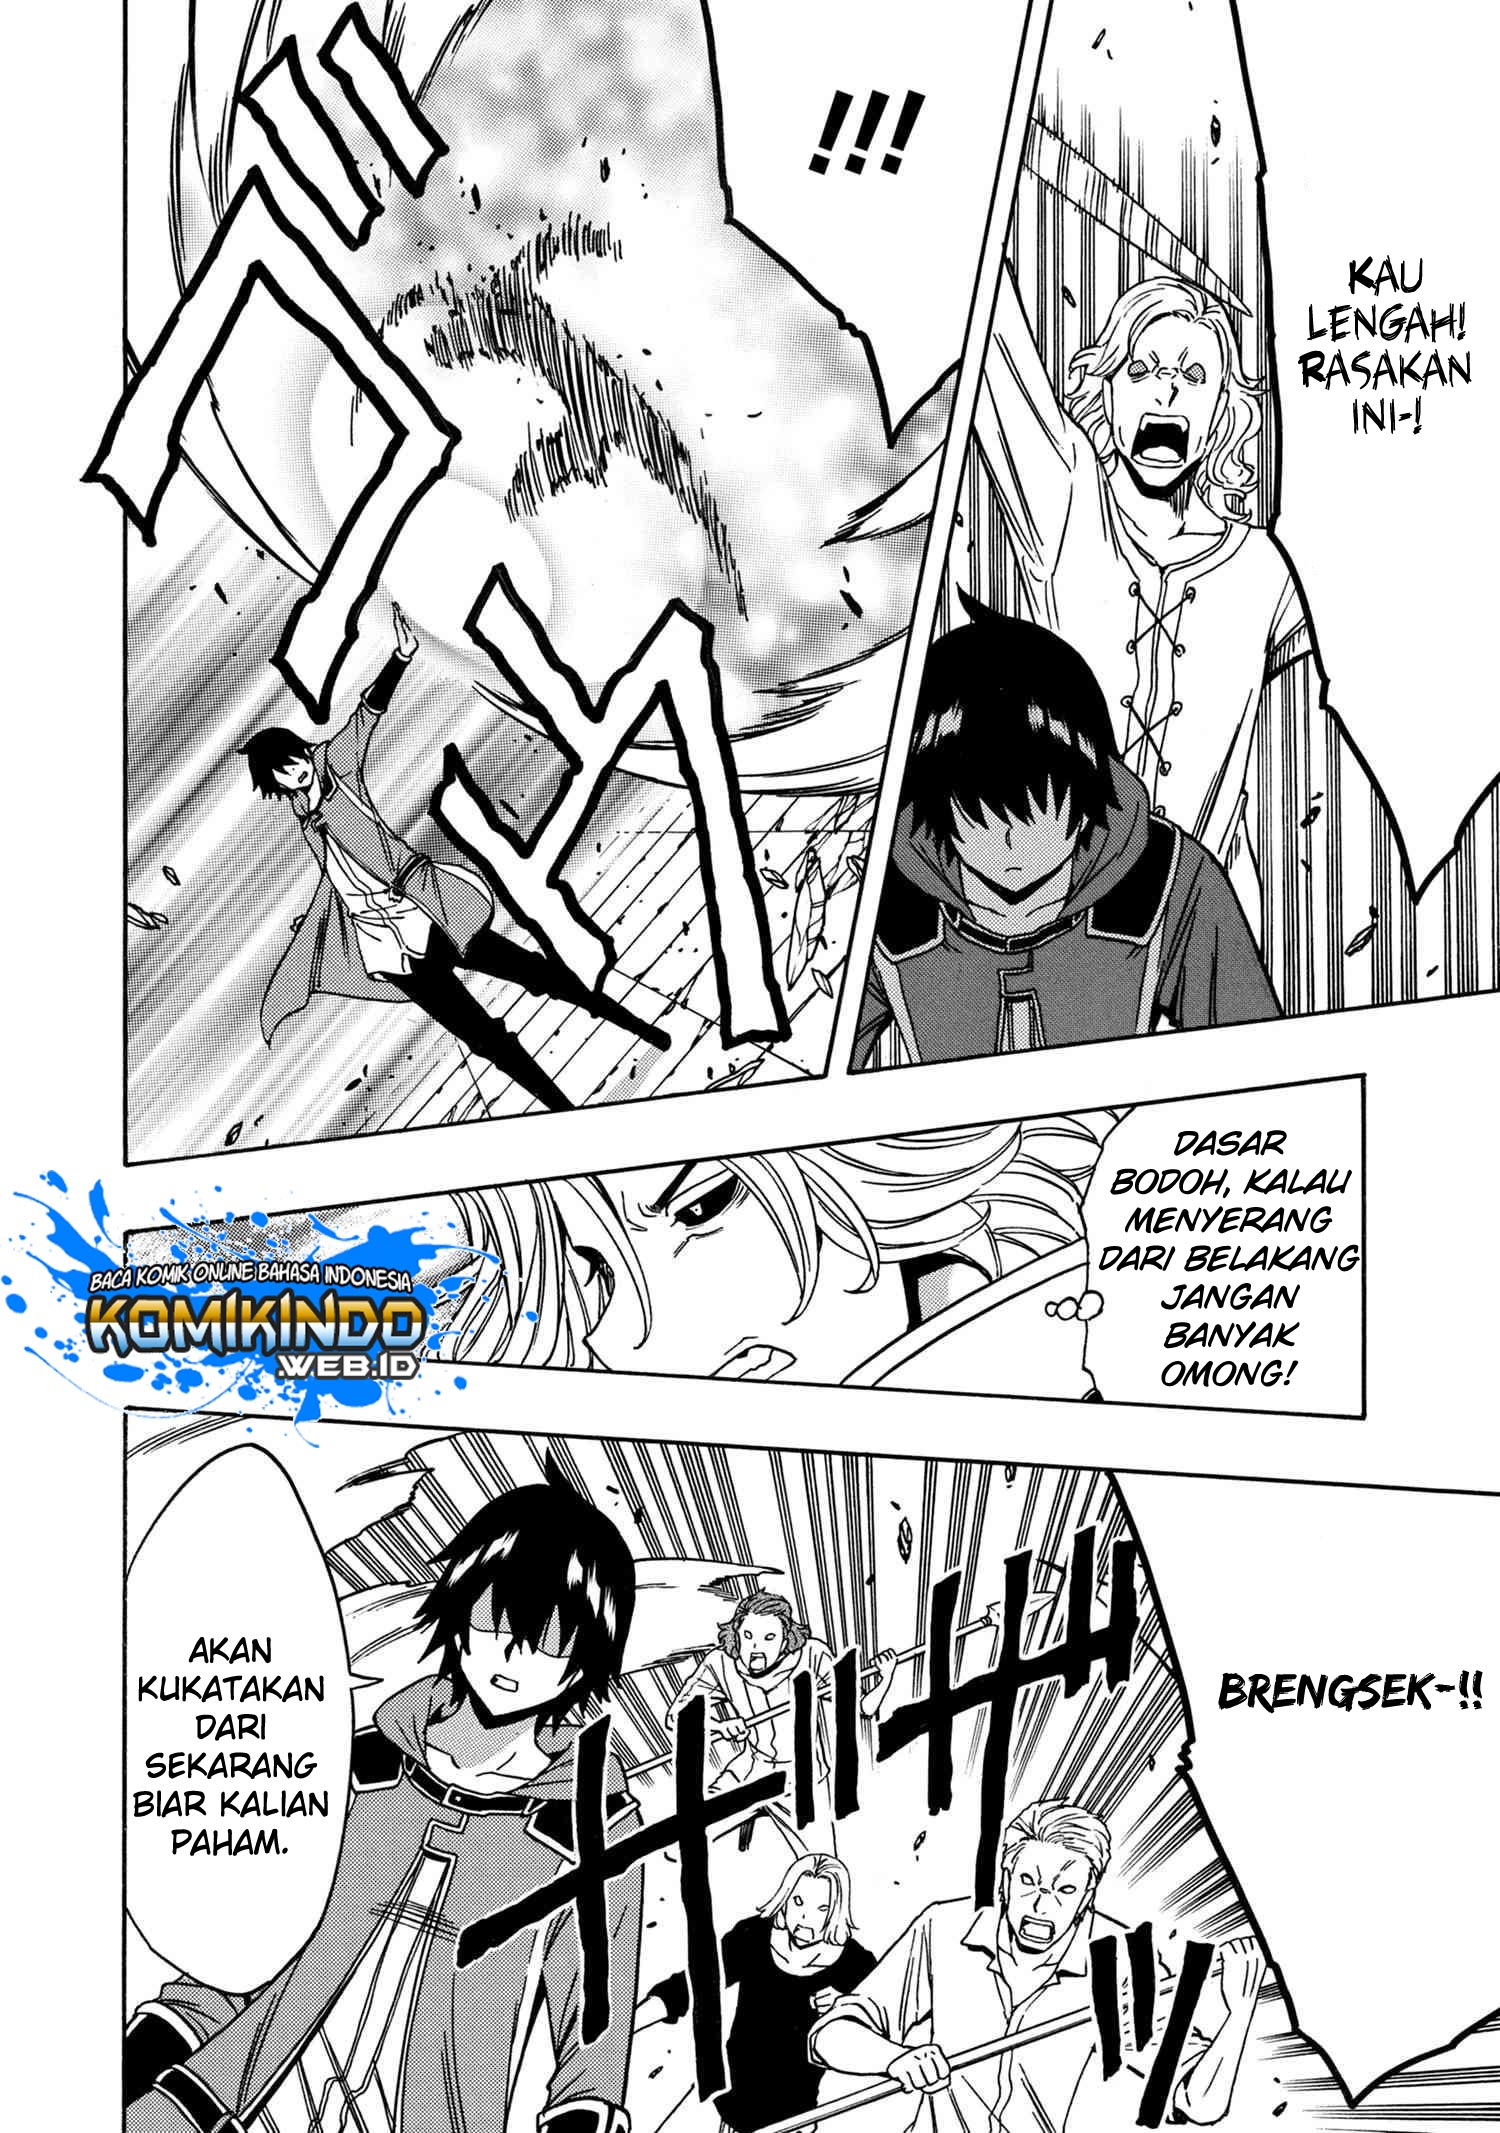 KAU
LENGAH!
RASAKAN
INI-!
!!!
DASAR
BODOH, KALAU
MENYERANG
DARI BELAKANG
JANGAN
BANYAK
OMONG!
BACA KOMIK ONLINE BAHASA INDONESIA
KOMIKINDO
.WEB.ID
BRENGSEK-!!
AKAN
KUKATAKAN
DARI
SEKARANG
BIAR KALIAN
PAHAM.